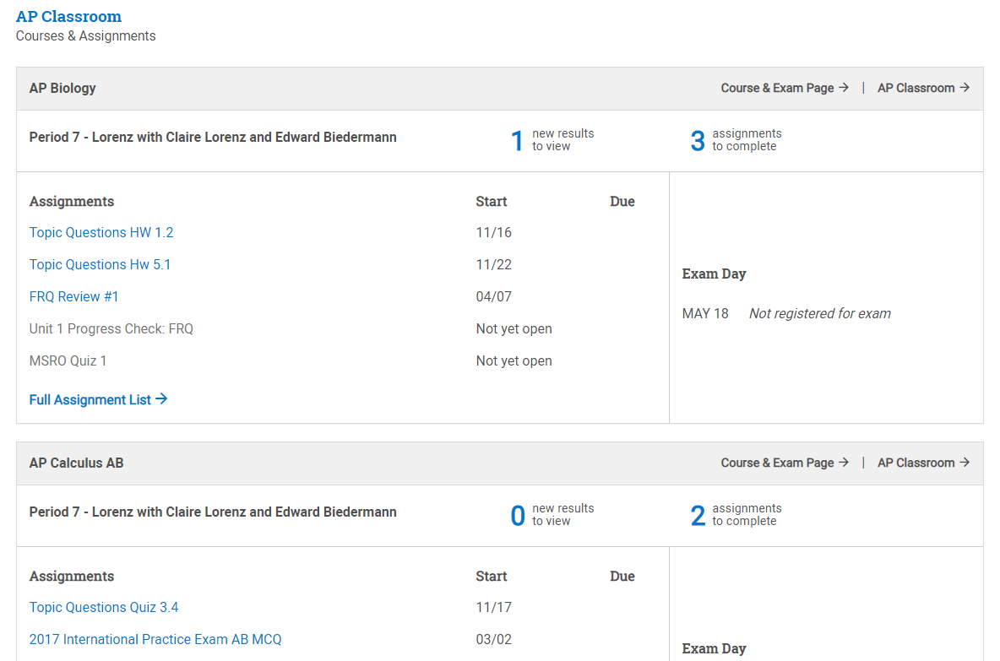 AP Classroom
Courses & Assignments
AP Biology
Course & Exam Page → | AP Classroom →
Period 7 - Lorenz with Claire Lorenz and Edward Biedermann
1 new results
to view
3 assignments
to complete
Assignments Start Due
Topic Questions HW 1.2 11/16
Topic Questions Hw 5.1 11/22
FRQ Review #1 04/07
Unit 1 Progress Check: FRQ Not yet open
MSRO Quiz 1 Not yet open
Full Assignment List →
Exam Day
MAY 18 Not registered for exam
AP Calculus AB
Course & Exam Page → | AP Classroom →
Period 7 - Lorenz with Claire Lorenz and Edward Biedermann
0 new results
to view
2 assignments
to complete
Assignments Start Due
Topic Questions Quiz 3.4 11/17
2017 International Practice Exam AB MCQ 03/02
Exam Day